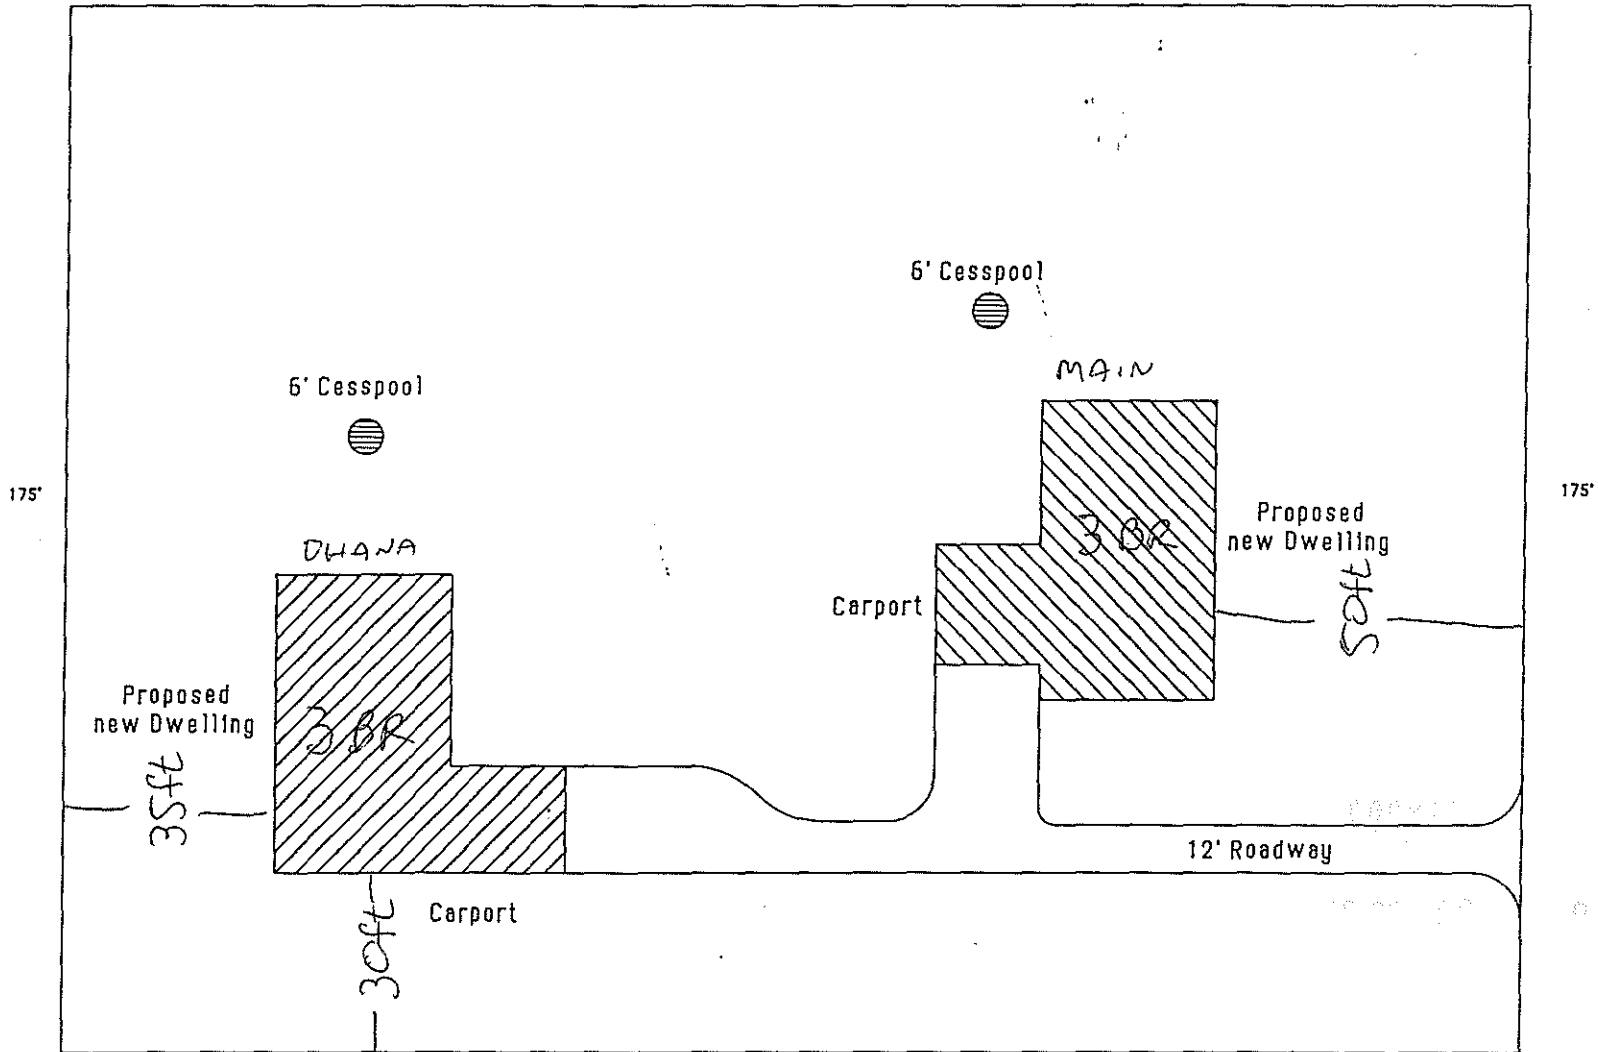 6' Cesspool
MAIN
6' Cesspool
175'
175'
3 BR
Proposed
new Dwelling
OHANA
50ft
Carport
Proposed
new Dwelling
3 BR
35ft
12' Roadway
Carport
30ft